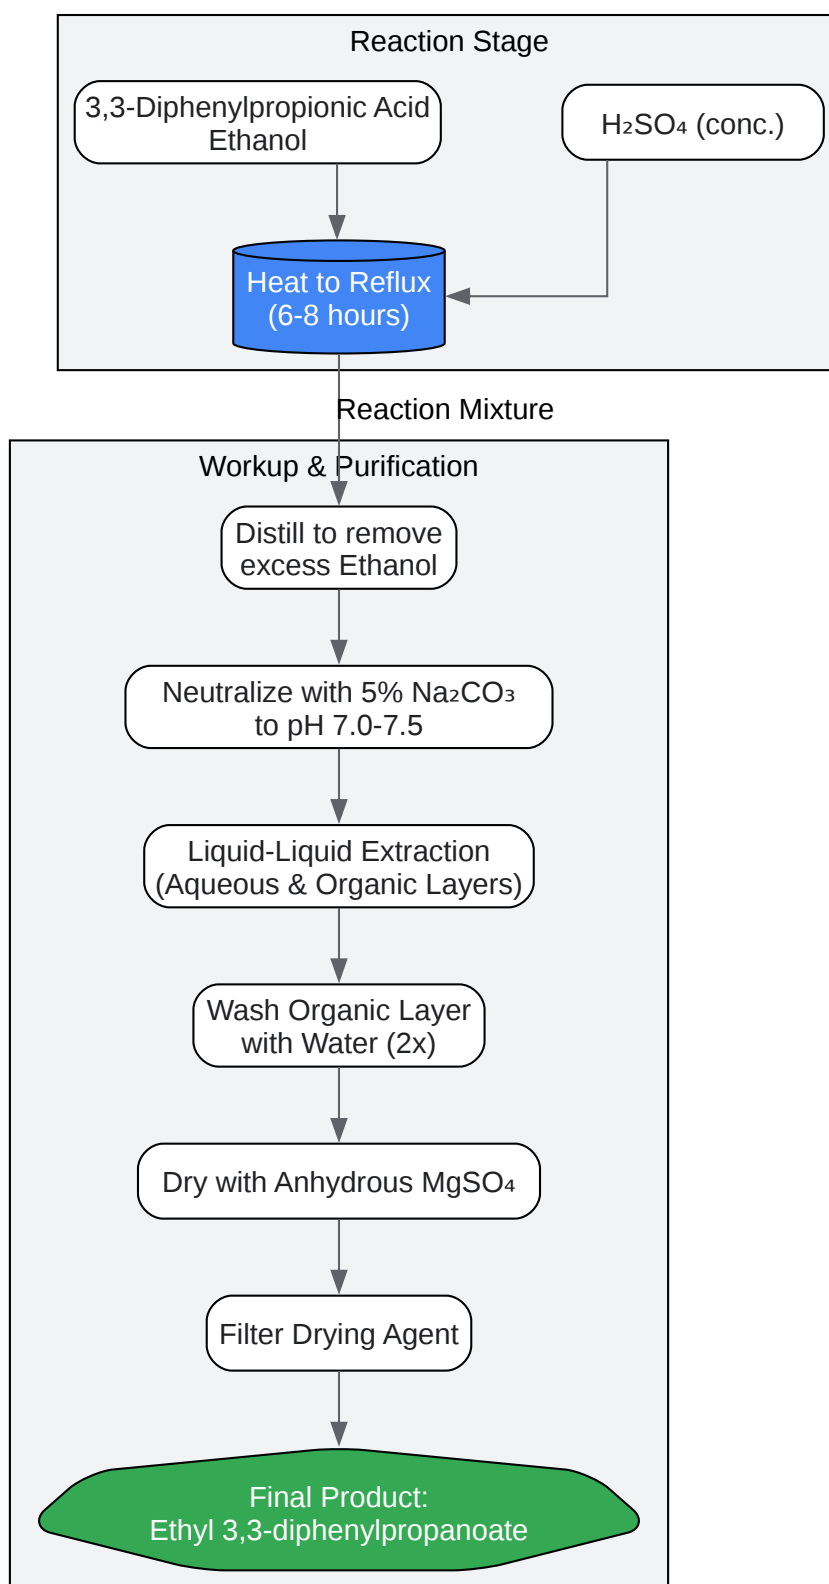 Reaction Stage
3,3-Diphenylpropionic Acid
Ethanol
H₂SO₄ (conc.)
Heat to Reflux
(6-8 hours)
Reaction Mixture
Workup & Purification
Distill to remove
excess Ethanol
Neutralize with 5% Na₂CO₃
to pH 7.0-7.5
Liquid-Liquid Extraction
(Aqueous & Organic Layers)
Wash Organic Layer
with Water (2x)
Dry with Anhydrous MgSO₄
Filter Drying Agent
Final Product:
Ethyl 3,3-diphenylpropanoate